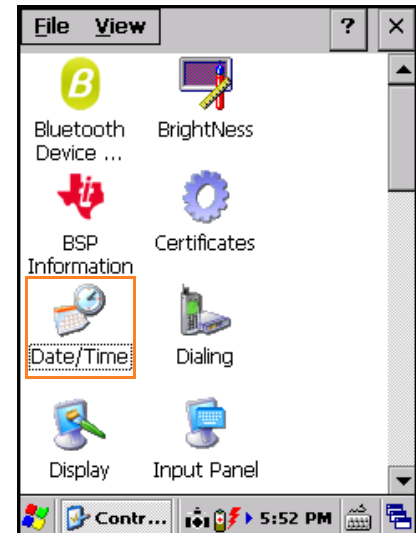 File View ? ×
Bluetooth Device ...
BrightNess
BSP Information
Certificates
Date/Time
Dialing
Display
Input Panel
Contr... 5:52 PM